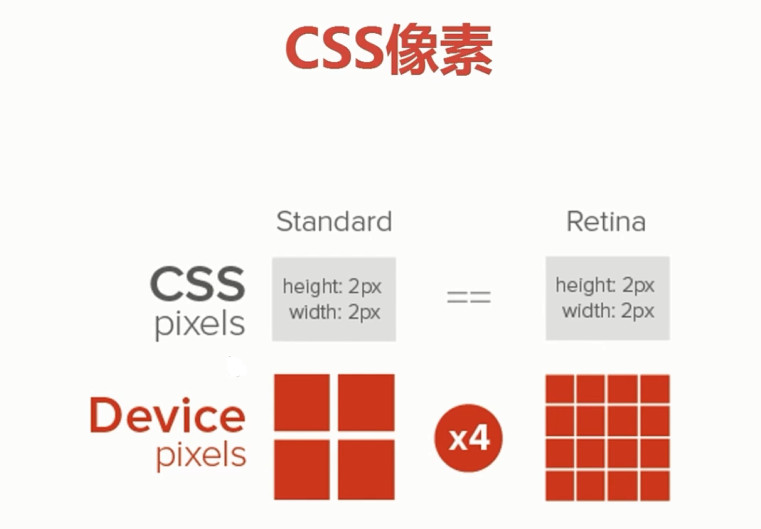 CSS像素
Standard
Retina
CSS
pixels
height: 2px
width: 2px
==
height: 2px
width: 2px
Device
pixels
x4